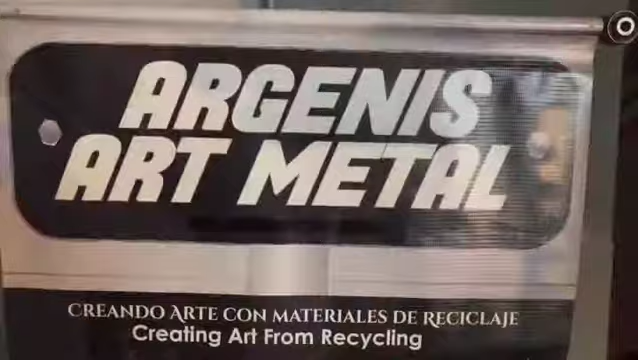 ARGENIS
ART METAL
CREANDO ARTE CON MATERIALES DE RECICLAJE
Creating Art From Recycling